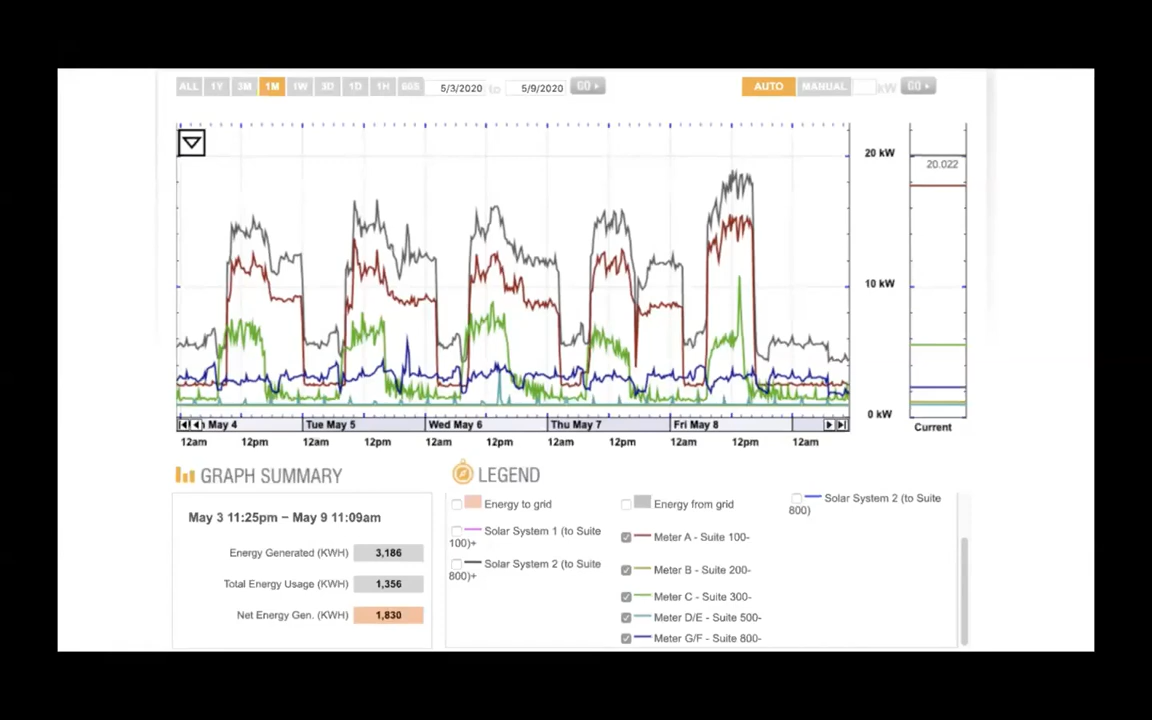 ALL 1Y 3M 1M 1W 3D 1D 1H 60S 5/3/2020 to 5/9/2020 GO AUTO MANUAL kW GO
20 kW
20.022
10 kW
0 kW
May 4 Tue May 5 Wed May 6 Thu May 7 Fri May 8 Current
12am 12pm 12am 12pm 12am 12pm 12am 12pm 12am 12pm 12am
GRAPH SUMMARY
May 3 11:25pm – May 9 11:09am
Energy Generated (KWH) 3,186
Total Energy Usage (KWH) 1,356
Net Energy Gen. (KWH) 1,830
LEGEND
Energy to grid
Solar System 1 (to Suite
100)+
Solar System 2 (to Suite
800)+
Energy from grid
Meter A - Suite 100-
Meter B - Suite 200-
Meter C - Suite 300-
Meter D/E - Suite 500-
Meter G/F - Suite 800-
Solar System 2 (to Suite
800)